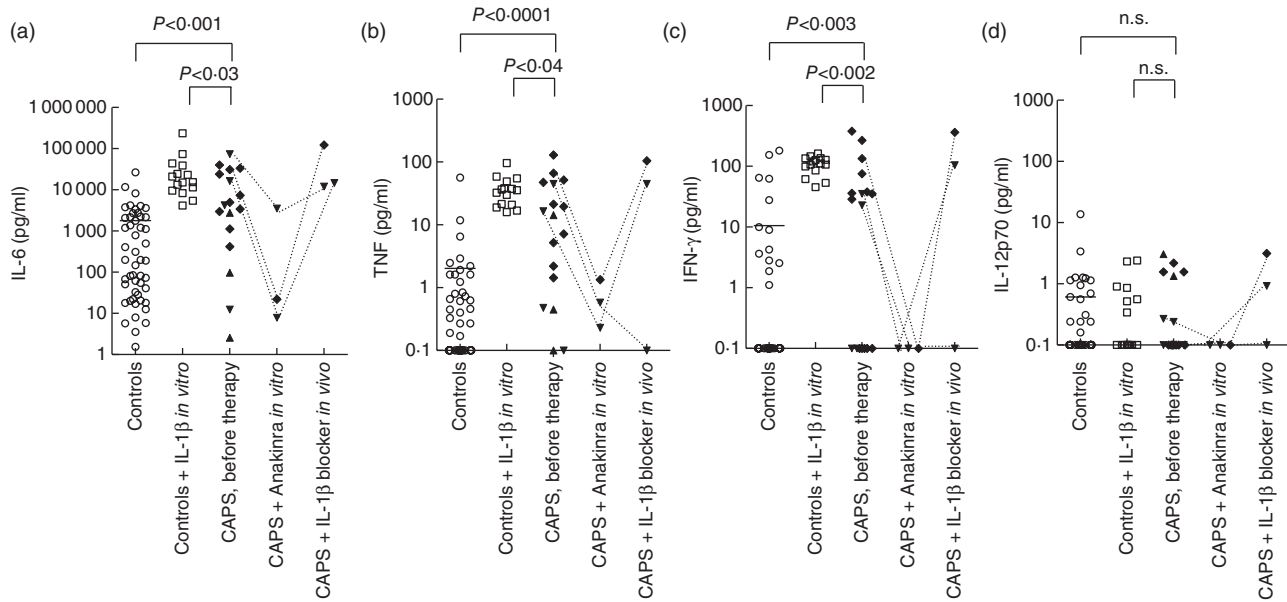 (a)
P<0·001
P<0·03
1 000 000
100 000
10 000
1 000
100
10
1
IL-6 (pg/ml)
Controls
Controls + IL-1β in vitro
CAPS, before therapy
CAPS + Anakinra in vitro
CAPS + IL-1β blocker in vivo
(b)
P<0·0001
P<0·04
1000
100
10
1
0·1
TNF (pg/ml)
Controls
Controls + IL-1β in vitro
CAPS, before therapy
CAPS + Anakinra in vitro
CAPS + IL-1β blocker in vivo
(c)
P<0·003
P<0·002
1000
100
10
1
0·1
IFN-γ (pg/ml)
Controls
Controls + IL-1β in vitro
CAPS, before therapy
CAPS + Anakinra in vitro
CAPS + IL-1β blocker in vivo
(d)
n.s.
n.s.
1000
100
10
1
0·1
IL-12p70 (pg/ml)
Controls
Controls + IL-1β in vitro
CAPS, before therapy
CAPS + Anakinra in vitro
CAPS + IL-1β blocker in vivo